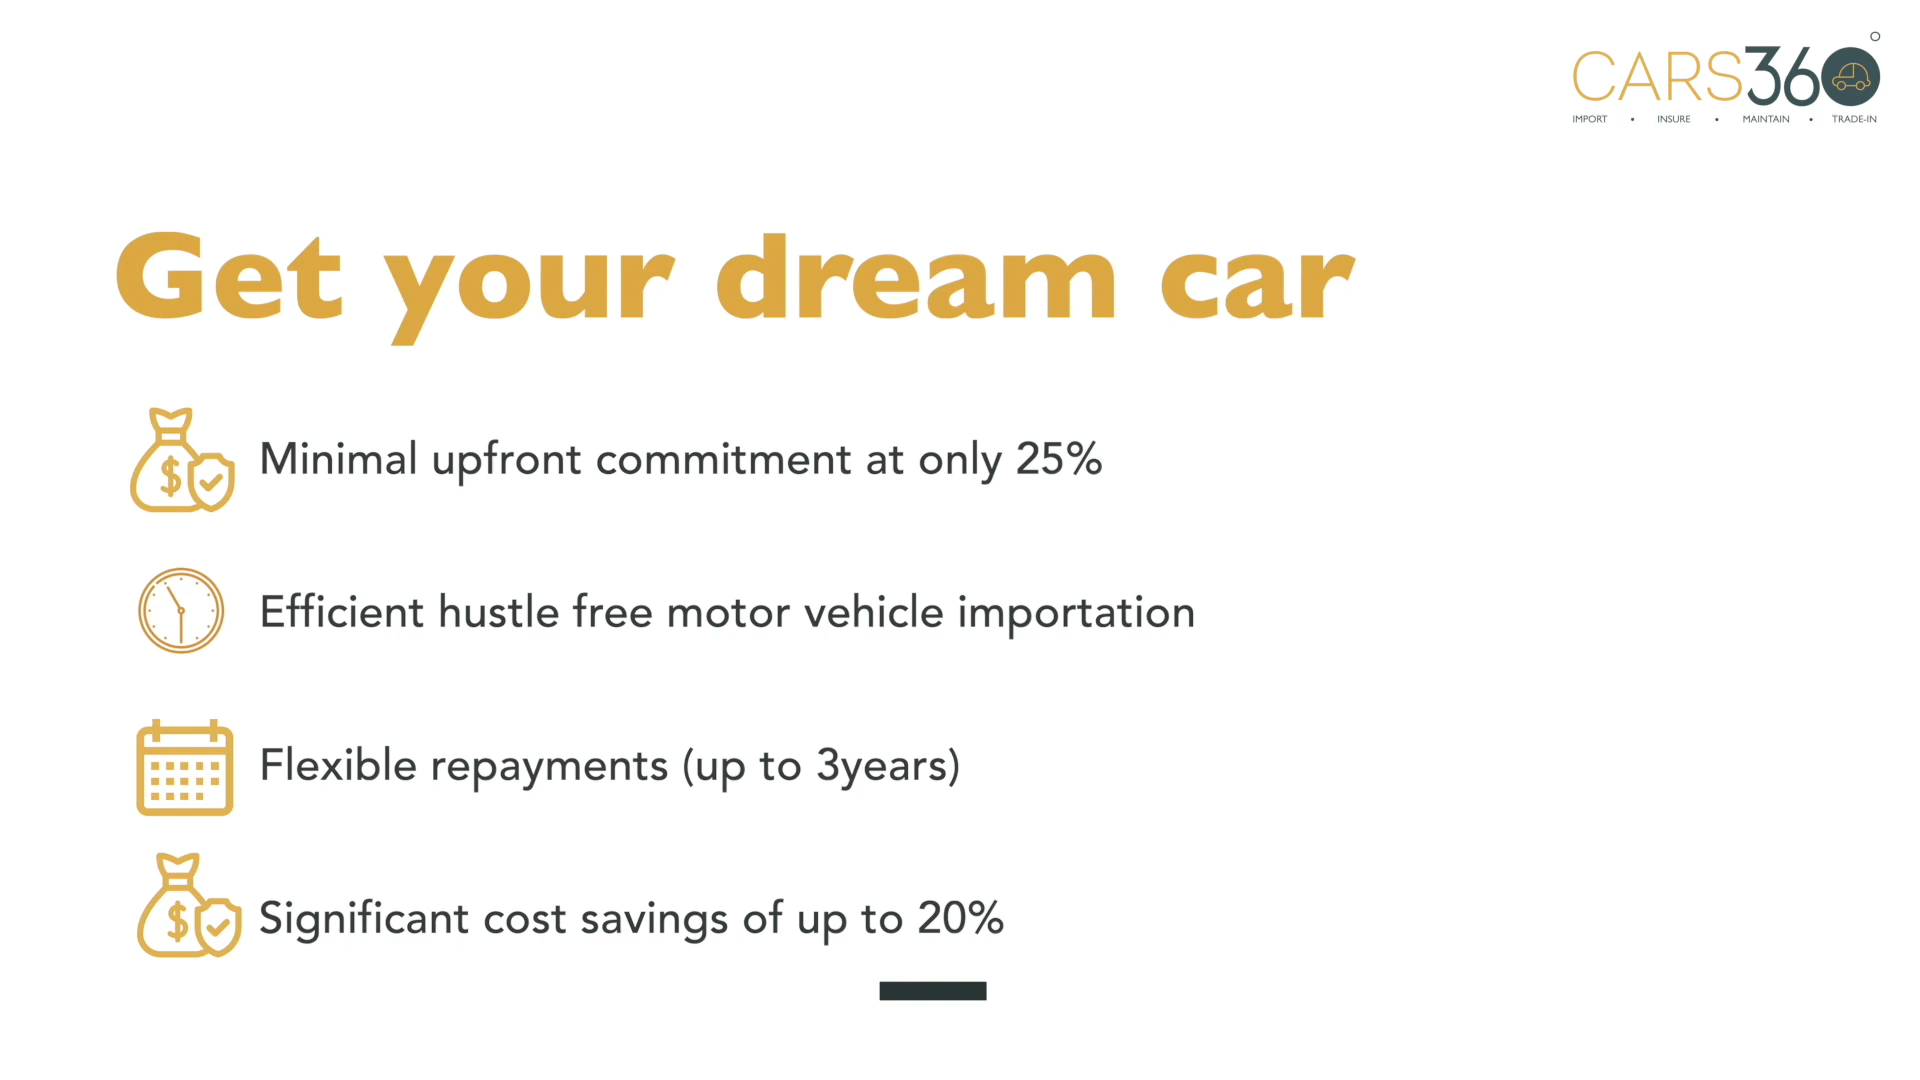 CARS360°
IMPORT • INSURE • MAINTAIN • TRADE-IN
Get your dream car
Minimal upfront commitment at only 25%
Efficient hustle free motor vehicle importation
Flexible repayments (up to 3years)
Significant cost savings of up to 20%